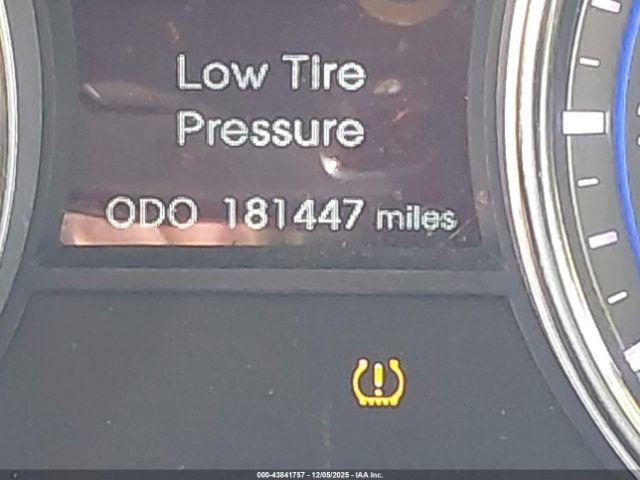 Low Tire
Pressure
ODO 181447 miles
000-43841757 - 12/05/2025 - IAA Inc.